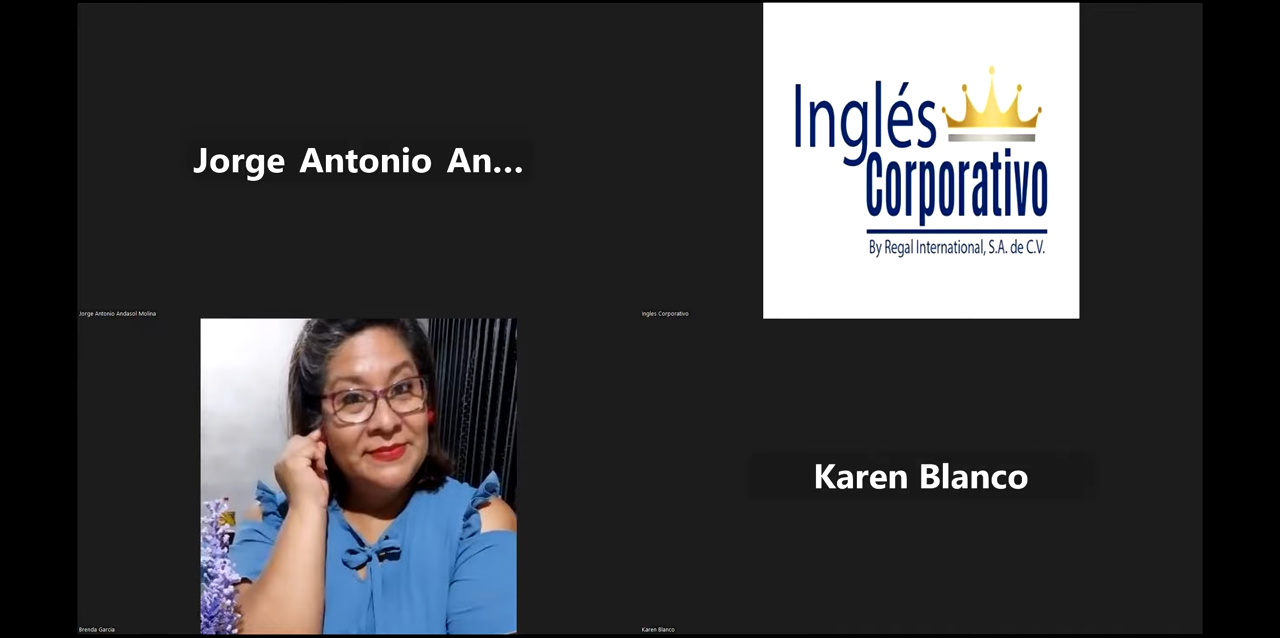 Jorge Antonio An...
Jorge Antonio Andasol Molina
Inglés
Corporativo
By Regal International, S.A. de C.V.
Ingles Corporativo
Brenda Garcia
Karen Blanco
Karen Blanco